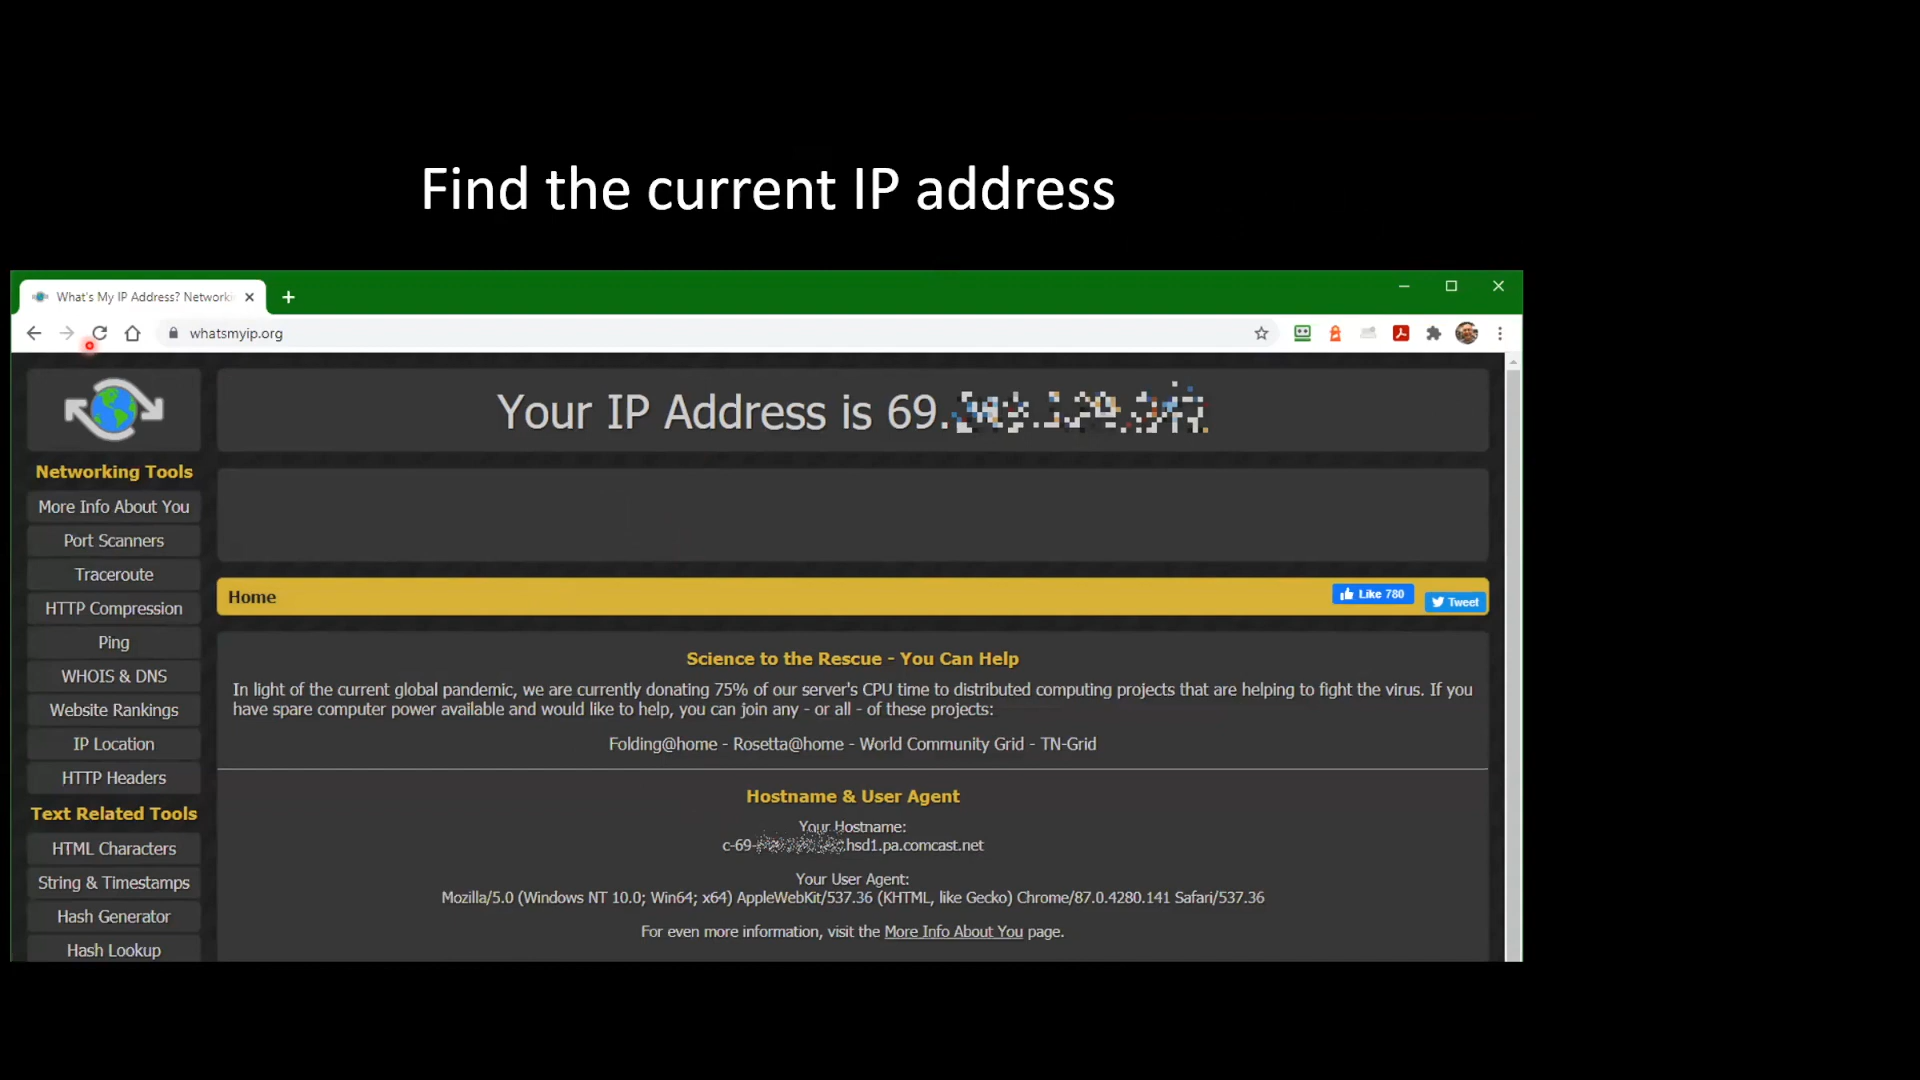 Find the current IP address
What's My IP Address? Networki
whatsmyip.org
Your IP Address is 69.
Networking Tools
More Info About You
Port Scanners
Traceroute
HTTP Compression
Ping
WHOIS & DNS
Website Rankings
IP Location
HTTP Headers
Text Related Tools
HTML Characters
String & Timestamps
Hash Generator
Hash Lookup
Home
Like 780
Tweet
Science to the Rescue - You Can Help
In light of the current global pandemic, we are currently donating 75% of our server's CPU time to distributed computing projects that are helping to fight the virus. If you
have spare computer power available and would like to help, you can join any - or all - of these projects:
Folding@home - Rosetta@home - World Community Grid - TN-Grid
Hostname & User Agent
Your Hostname:
c-69- .hsd1.pa.comcast.net
Your User Agent:
Mozilla/5.0 (Windows NT 10.0; Win64; x64) AppleWebKit/537.36 (KHTML, like Gecko) Chrome/87.0.4280.141 Safari/537.36
For even more information, visit the More Info About You page.